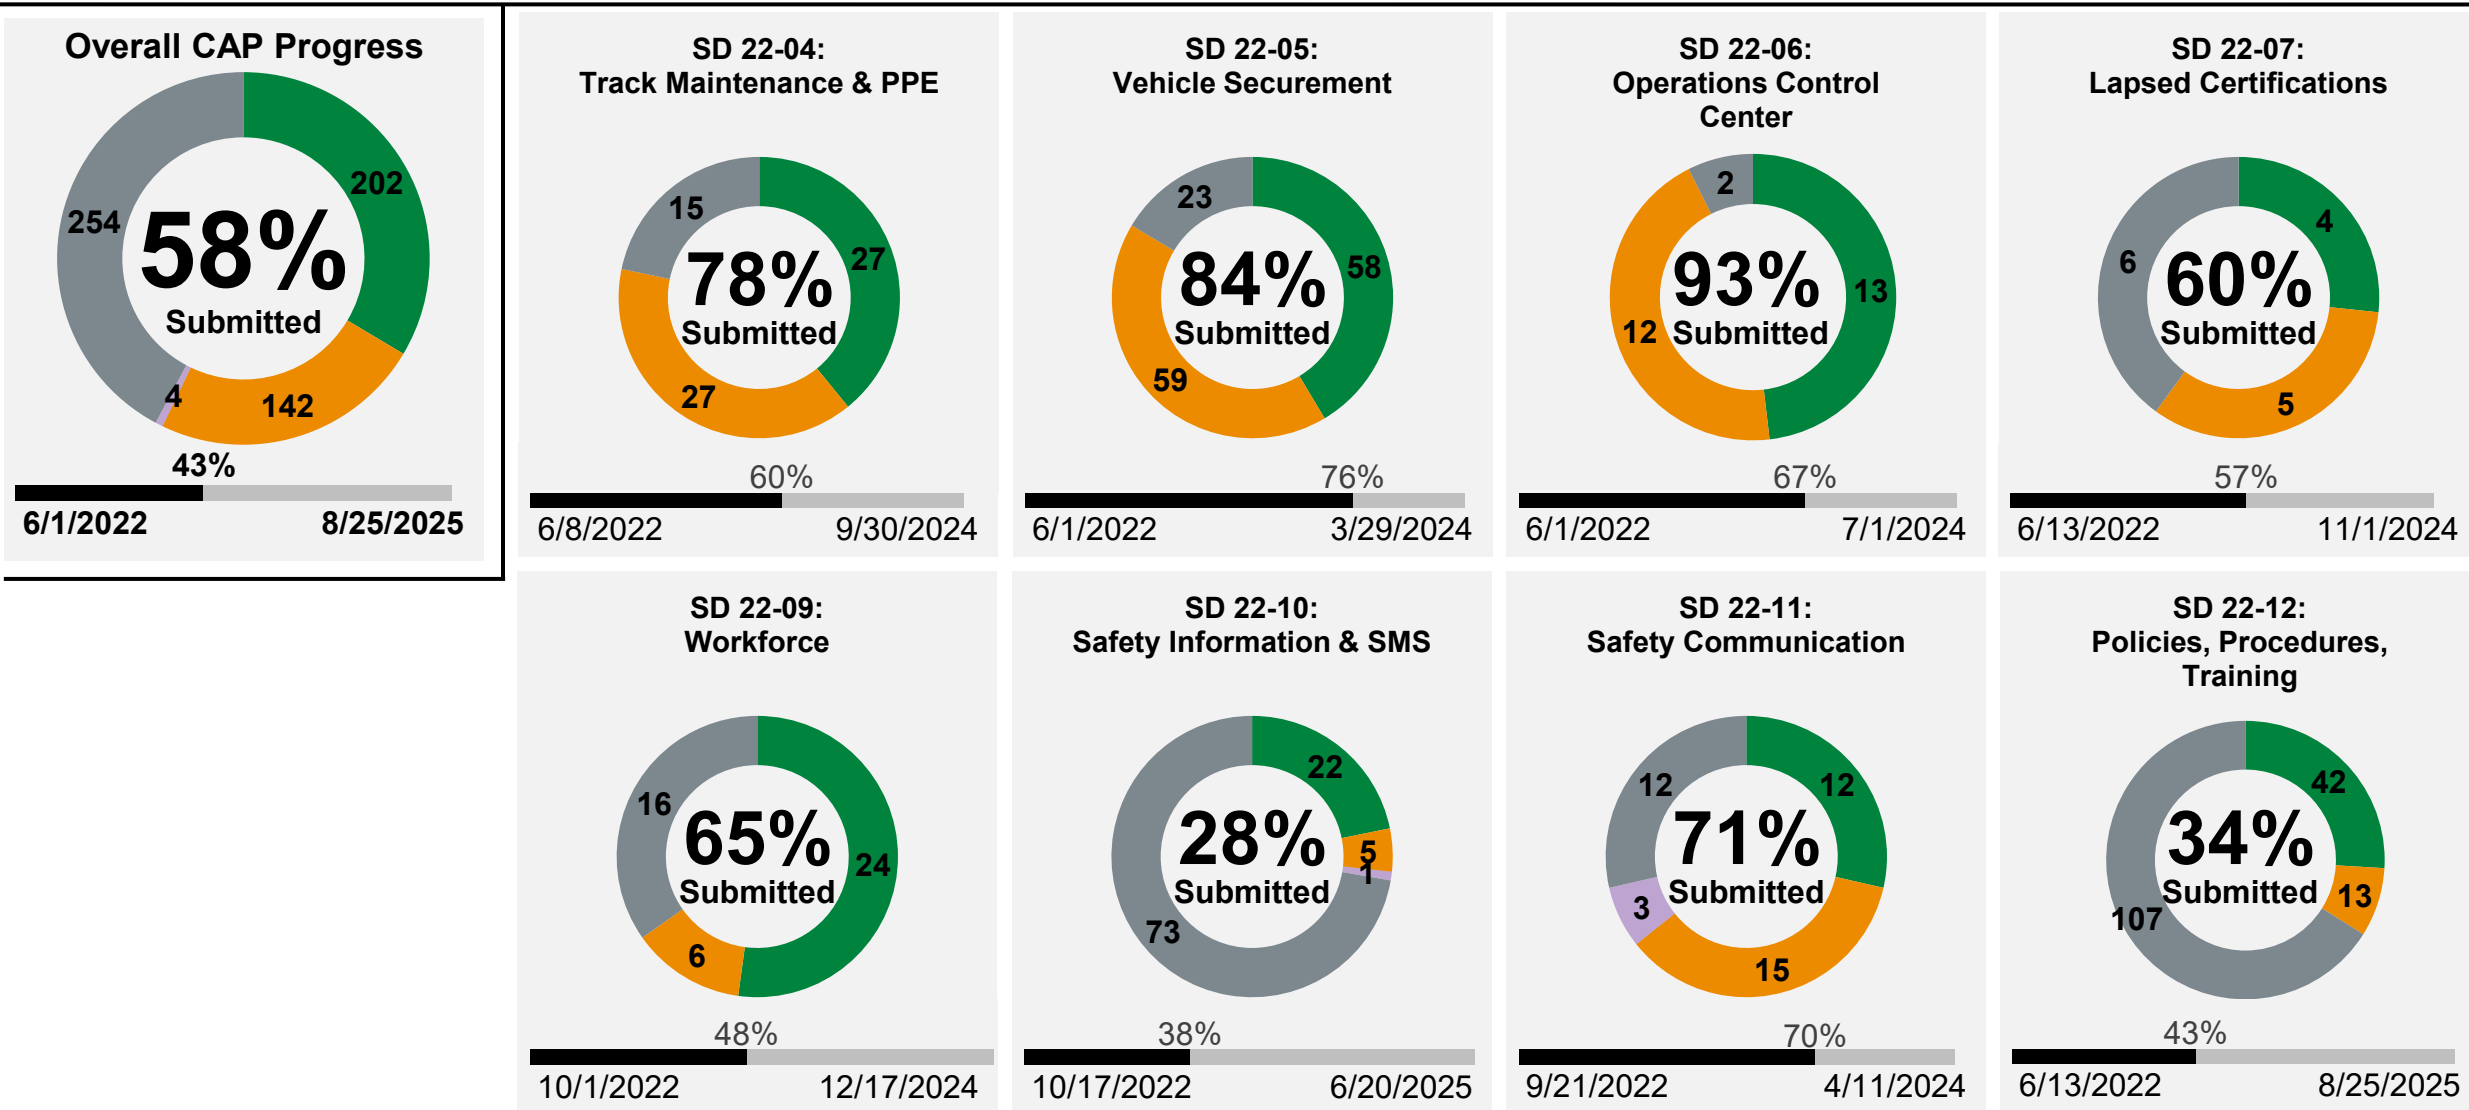 Overall CAP Progress
202
254
58%
Submitted
4
142
43%
6/1/2022 8/25/2025
SD 22-04:
Track Maintenance & PPE
15
27
78%
Submitted
27
60%
6/8/2022 9/30/2024
SD 22-05:
Vehicle Securement
23
58
84%
Submitted
59
76%
6/1/2022 3/29/2024
SD 22-06:
Operations Control
Center
2
13
93%
12
Submitted
67%
6/1/2022 7/1/2024
SD 22-07:
Lapsed Certifications
4
6
60%
Submitted
5
57%
6/13/2022 11/1/2024
SD 22-09:
Workforce
16
65%
24
Submitted
6
48%
10/1/2022 12/17/2024
SD 22-10:
Safety Information & SMS
22
28%
5
1
Submitted
73
38%
10/17/2022 6/20/2025
SD 22-11:
Safety Communication
12
12
71%
Submitted
3
15
70%
9/21/2022 4/11/2024
SD 22-12:
Policies, Procedures,
Training
42
34%
Submitted
13
107
43%
6/13/2022 8/25/2025